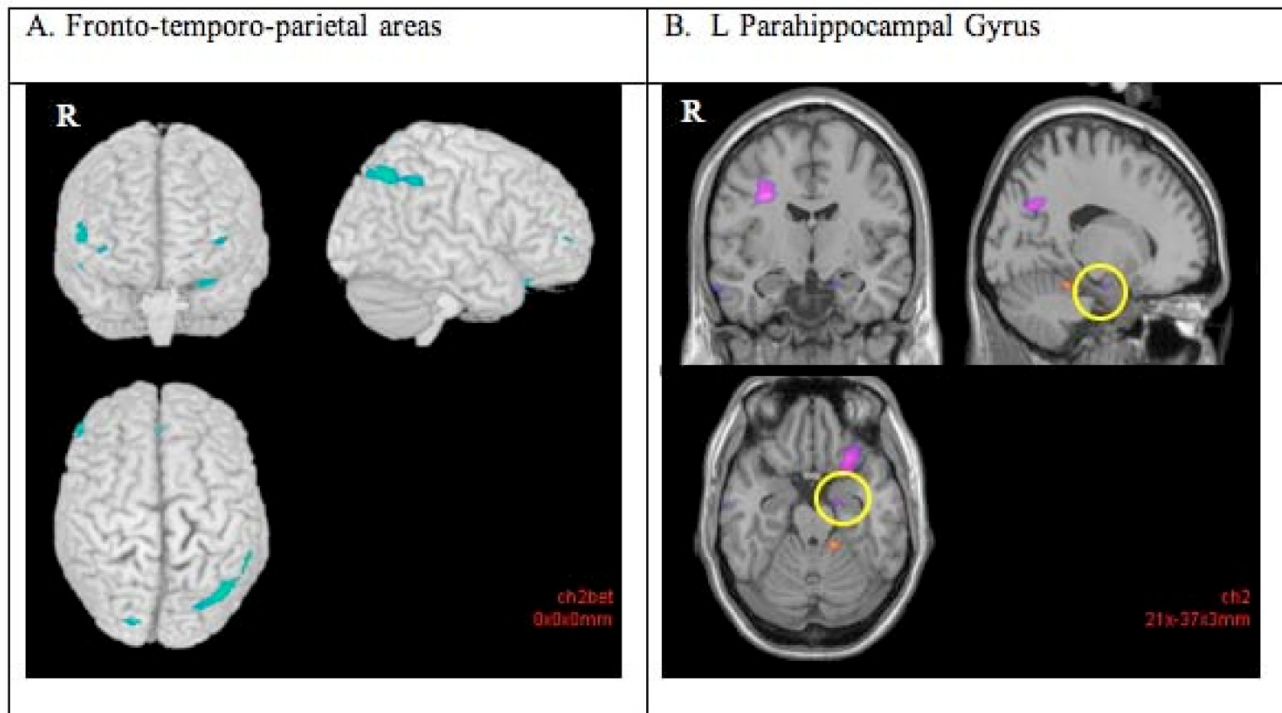 A. Fronto-temporo-parietal areas
B. L Parahippocampal Gyrus
R
R
ch2bet
0x0x0mm
ch2
21x-37x3mm